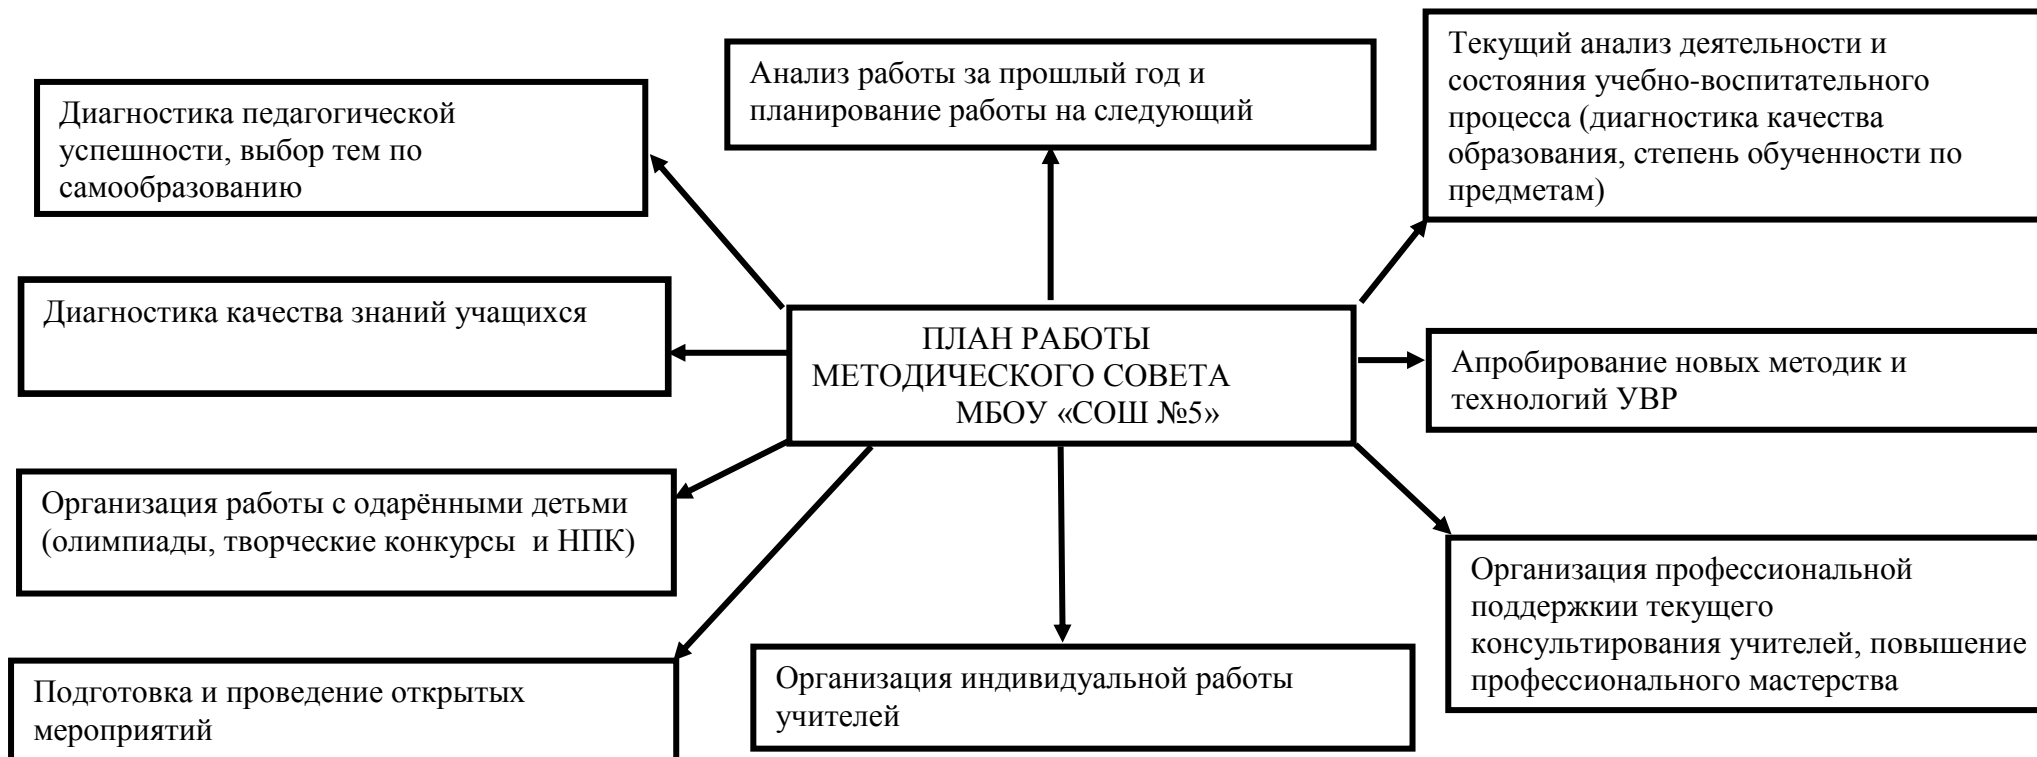 Анализ работы за прошлый год и
планирование работы на следующий
Текущий анализ деятельности и
состояния учебно-воспитательного
процесса (диагностика качества
образования, степень обученности по
предметам)
Диагностика педагогической
успешности, выбор тем по
самообразованию
Диагностика качества знаний учащихся
ПЛАН РАБОТЫ
МЕТОДИЧЕСКОГО СОВЕТА
МБОУ «СОШ №5»
Апробирование новых методик и
технологий УВР
Организация работы с одарёнными детьми
(олимпиады, творческие конкурсы и НПК)
Организация профессиональной
поддержкии текущего
консультирования учителей, повышение
профессионального мастерства
Подготовка и проведение открытых
мероприятий
Организация индивидуальной работы
учителей